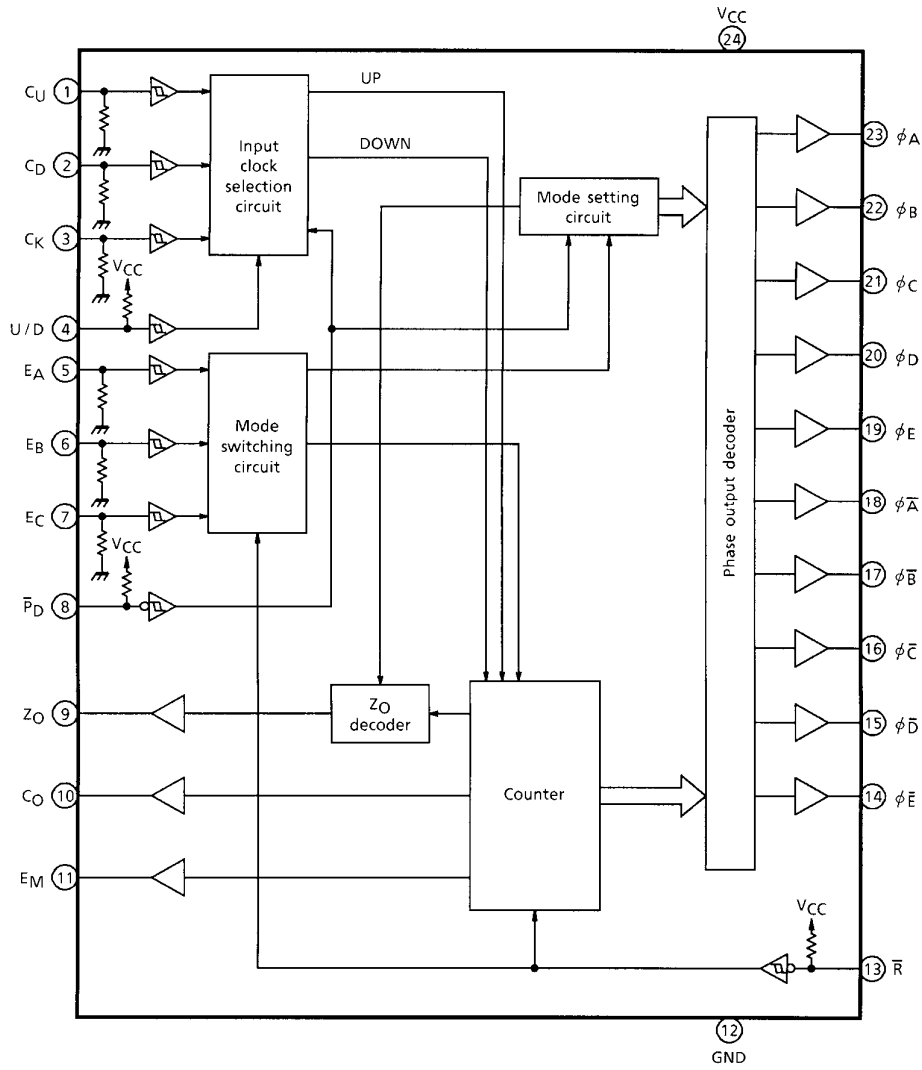 VCC
24
CU 1
UP
CD 2
DOWN
Input
clock
selection
circuit
CK 3
VCC
U/D 4
Mode setting
circuit
EA 5
EB 6
Mode
switching
circuit
EC 7
VCC
P̅D 8
ZO 9
ZO
decoder
CO 10
Counter
EM 11
Phase output decoder
23 ϕA
22 ϕB
21 ϕC
20 ϕD
19 ϕE
18 ϕA̅
17 ϕB̅
16 ϕC̅
15 ϕD̅
14 ϕE̅
VCC
13 R̅
12
GND